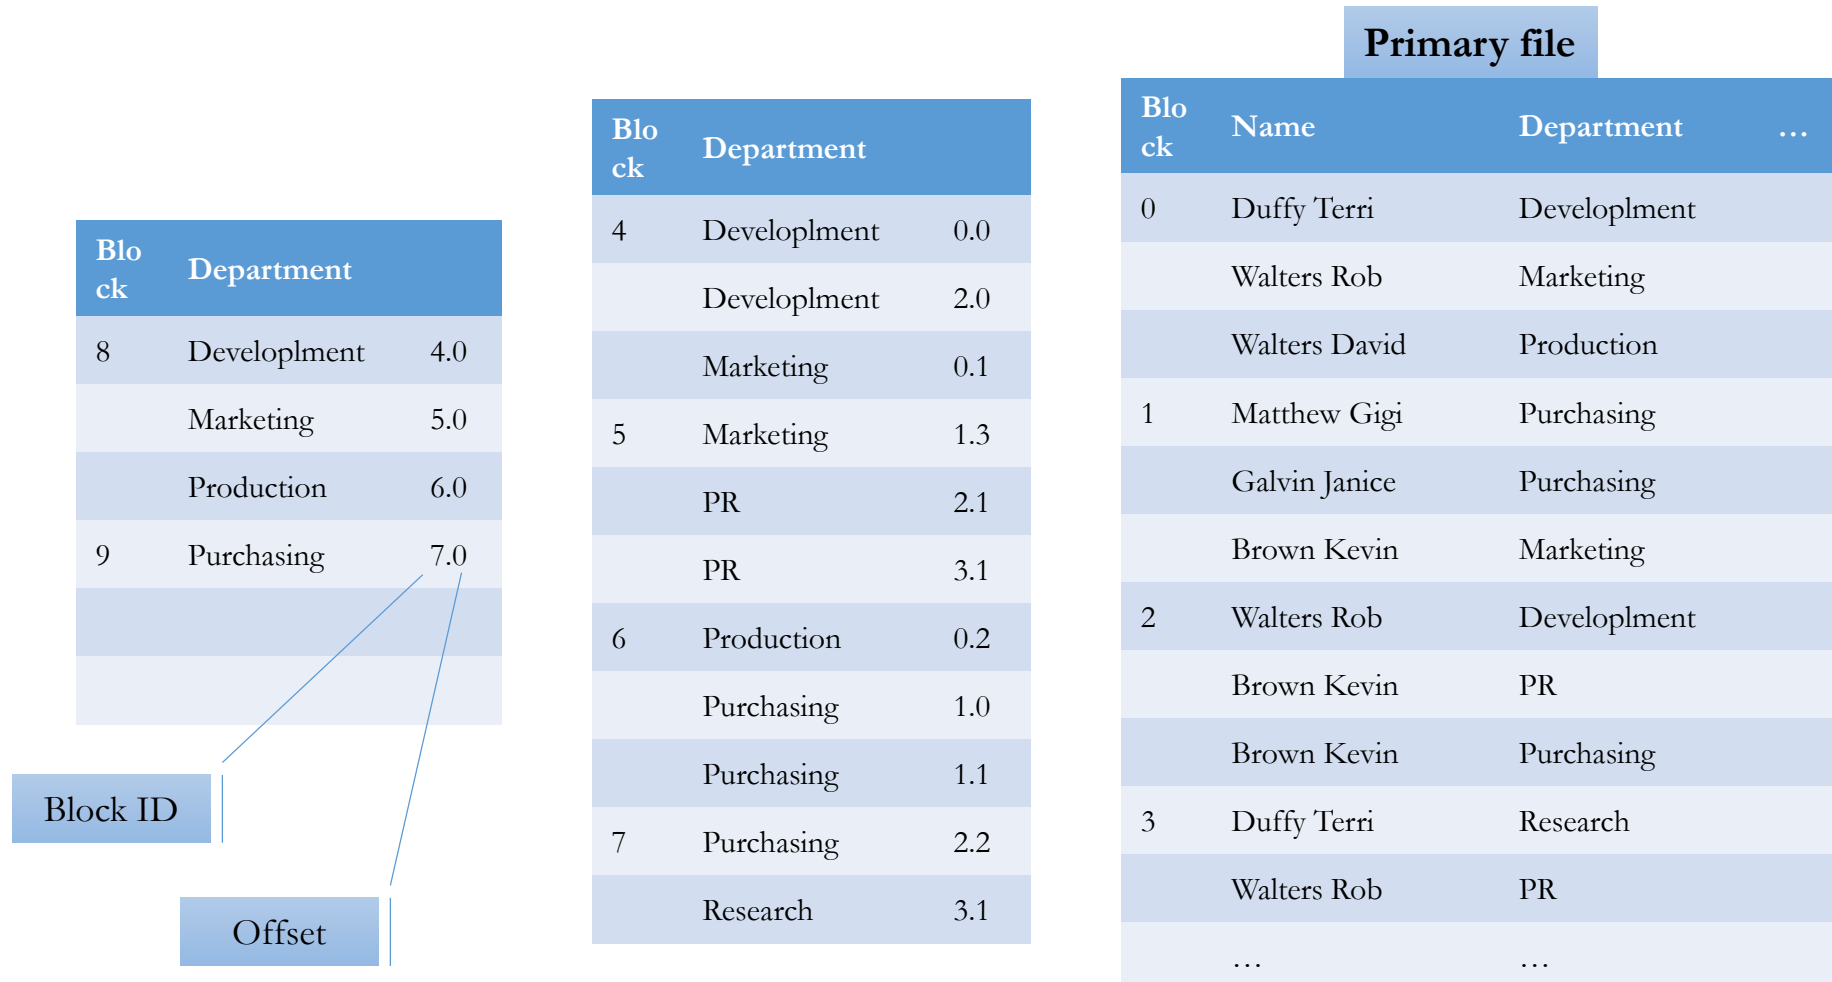 Primary file
Blo
ck
Department
8 Developlment 4.0
Marketing 5.0
Production 6.0
9 Purchasing 7.0
Block ID
Offset
Blo
ck
Department
4 Developlment 0.0
Developlment 2.0
Marketing 0.1
5 Marketing 1.3
PR 2.1
PR 3.1
6 Production 0.2
Purchasing 1.0
Purchasing 1.1
7 Purchasing 2.2
Research 3.1
Blo
ck
Name Department …
0 Duffy Terri Developlment
Walters Rob Marketing
Walters David Production
1 Matthew Gigi Purchasing
Galvin Janice Purchasing
Brown Kevin Marketing
2 Walters Rob Developlment
Brown Kevin PR
Brown Kevin Purchasing
3 Duffy Terri Research
Walters Rob PR
… …